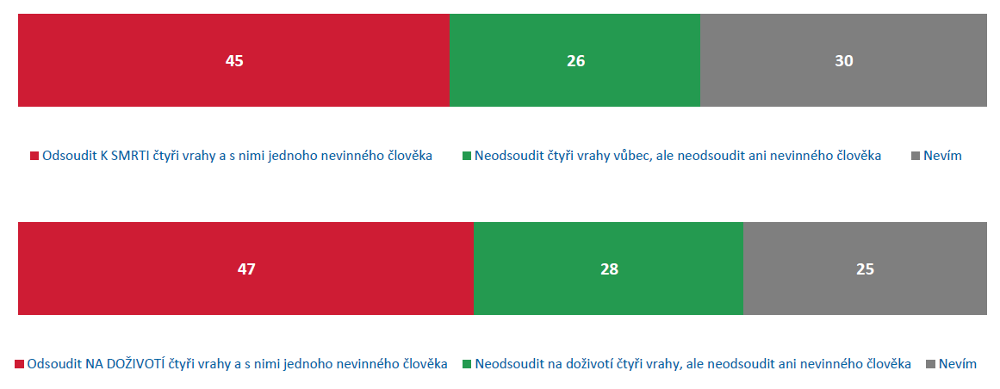 45 26 30
Odsoudit K SMRTI čtyři vrahy a s nimi jednoho nevinného člověka Neodsoudit čtyři vrahy vůbec, ale neodsoudit ani nevinného člověka Nevím
47 28 25
Odsoudit NA DOŽIVOTÍ čtyři vrahy a s nimi jednoho nevinného člověka Neodsoudit na doživotí čtyři vrahy, ale neodsoudit ani nevinného člověka Nevím